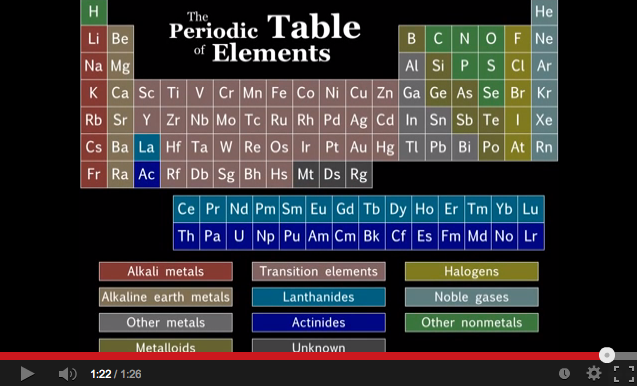 The
Periodic Table
of Elements
H He
Li Be B C N O F Ne
Na Mg Al Si P S Cl Ar
K Ca Sc Ti V Cr Mn Fe Co Ni Cu Zn Ga Ge As Se Br Kr
Rb Sr Y Zr Nb Mo Tc Ru Rh Pd Ag Cd In Sn Sb Te I Xe
Cs Ba La Hf Ta W Re Os Ir Pt Au Hg Tl Pb Bi Po At Rn
Fr Ra Ac Rf Db Sg Bh Hs Mt Ds Rg
Ce Pr Nd Pm Sm Eu Gd Tb Dy Ho Er Tm Yb Lu
Th Pa U Np Pu Am Cm Bk Cf Es Fm Md No Lr
Alkali metals Transition elements Halogens
Alkaline earth metals Lanthanides Noble gases
Other metals Actinides Other nonmetals
Metalloids Unknown
1:22 / 1:26